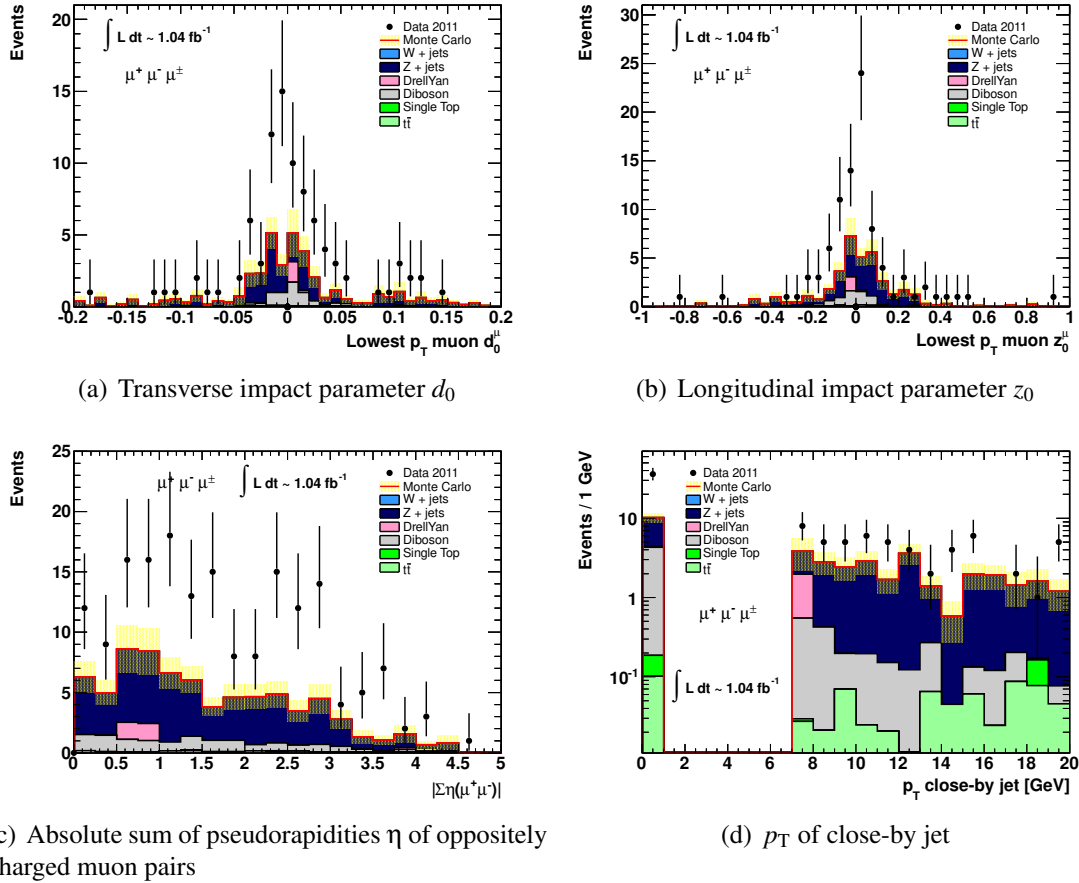 Events
20
15
10
5
0
∫ L dt ~ 1.04 fb⁻¹
μ⁺ μ⁻ μ±
Data 2011
Monte Carlo
W + jets
Z + jets
DrellYan
Diboson
Single Top
tt̄
-0.2 -0.15 -0.1 -0.05 0 0.05 0.1 0.15 0.2
Lowest p_T muon d₀^μ
(a) Transverse impact parameter d₀
Events
30
25
20
15
10
5
0
∫ L dt ~ 1.04 fb⁻¹
μ⁺ μ⁻ μ±
Data 2011
Monte Carlo
W + jets
Z + jets
DrellYan
Diboson
Single Top
tt̄
-1 -0.8 -0.6 -0.4 -0.2 0 0.2 0.4 0.6 0.8 1
Lowest p_T muon z₀^μ
(b) Longitudinal impact parameter z₀
Events
25
20
15
10
5
0
μ⁺ μ⁻ μ± ∫ L dt ~ 1.04 fb⁻¹
Data 2011
Monte Carlo
W + jets
Z + jets
DrellYan
Diboson
Single Top
tt̄
0 0.5 1 1.5 2 2.5 3 3.5 4 4.5 5
|Ση(μ⁺μ⁻)|
c) Absolute sum of pseudorapidities η of oppositely
harged muon pairs
Events / 1 GeV
10
1
10⁻¹
Data 2011
Monte Carlo
W + jets
Z + jets
DrellYan
Diboson
Single Top
tt̄
μ⁺ μ⁻ μ±
∫ L dt ~ 1.04 fb⁻¹
0 2 4 6 8 10 12 14 16 18 20
p_T close-by jet [GeV]
(d) p_T of close-by jet